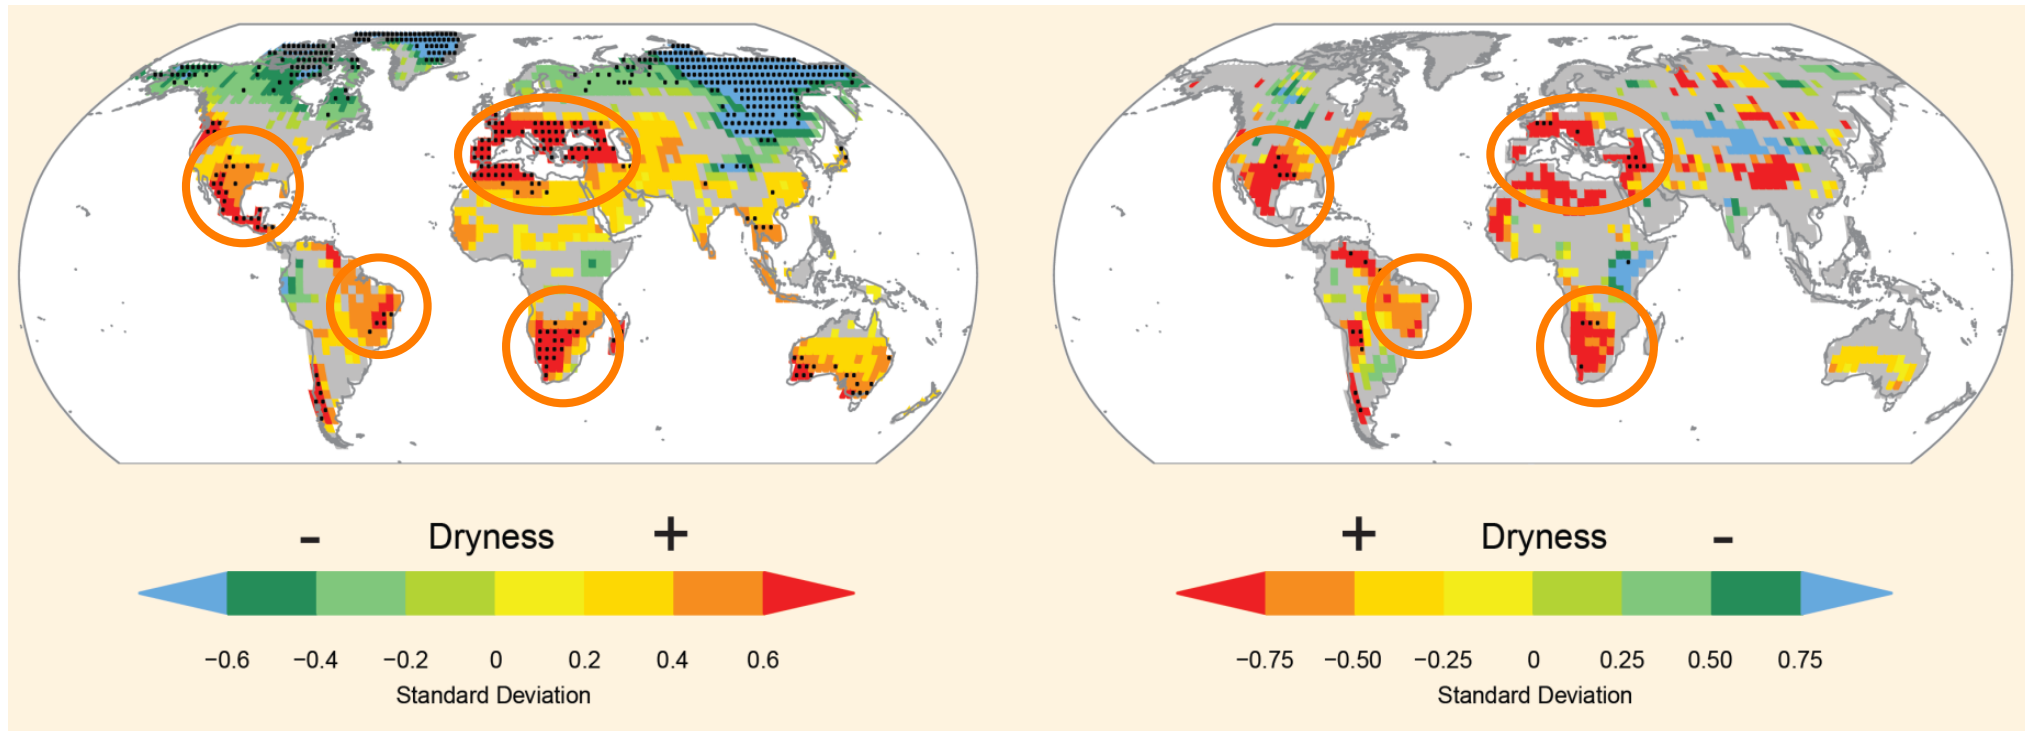 - Dryness +
−0.6 −0.4 −0.2 0 0.2 0.4 0.6
Standard Deviation
+ Dryness -
−0.75 −0.50 −0.25 0 0.25 0.50 0.75
Standard Deviation